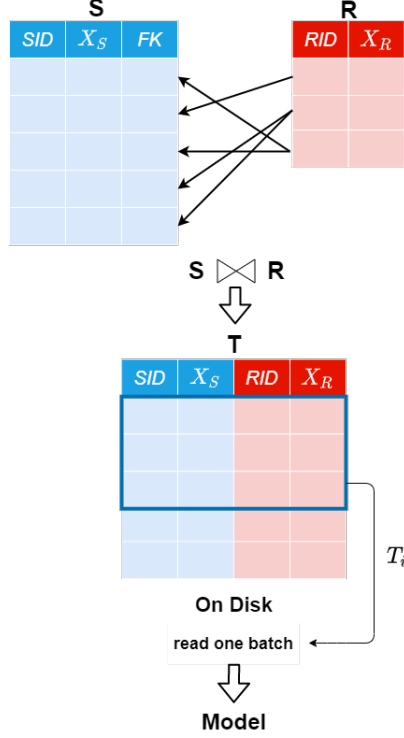 S R
SID X_S FK RID X_R
S ⋈ R
T
SID X_S RID X_R
T_i
On Disk
read one batch
Model